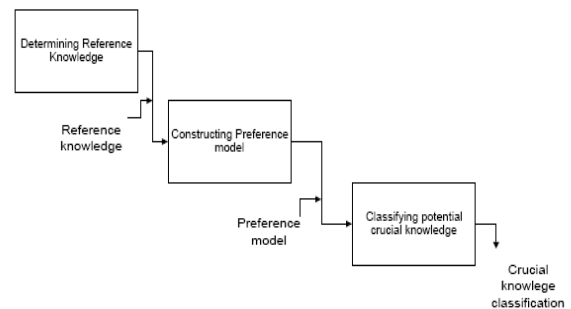 Determining Reference
Knowledge
Reference
knowledge
Constructing Preference
model
Preference
model
Classifying potential
crucial knowledge
Crucial
knowlege
classification